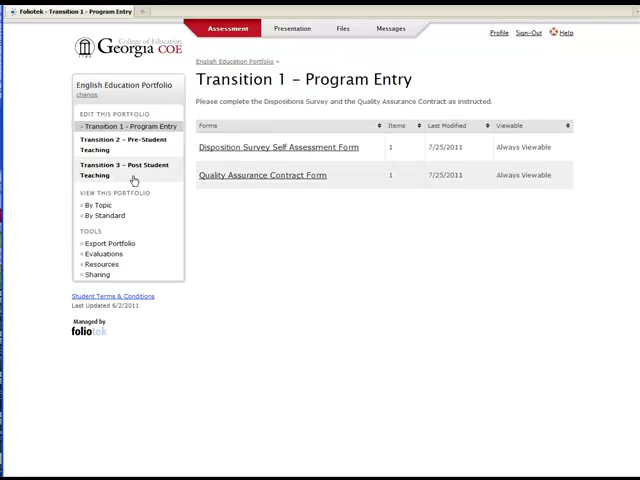 Foliotek - Transition 1 - Program Entry
College of Education
Georgia COE
Assessment
Presentation
Files
Messages
Profile
Sign-Out
Help
English Education Portfolio
change
EDIT THIS PORTFOLIO
Transition 1 - Program Entry
Transition 2 - Pre-Student
Teaching
Transition 3 - Post Student
Teaching
VIEW THIS PORTFOLIO
By Topic
By Standard
TOOLS
Export Portfolio
Evaluations
Resources
Sharing
Student Terms & Conditions
Last Updated 6/2/2011
Managed by
foliotek
English Education Portfolio »
Transition 1 - Program Entry
Please complete the Dispositions Survey and the Quality Assurance Contract as instructed.
Forms Items Last Modified Viewable
Disposition Survey Self Assessment Form 1 7/25/2011 Always Viewable
Quality Assurance Contract Form 1 7/25/2011 Always Viewable